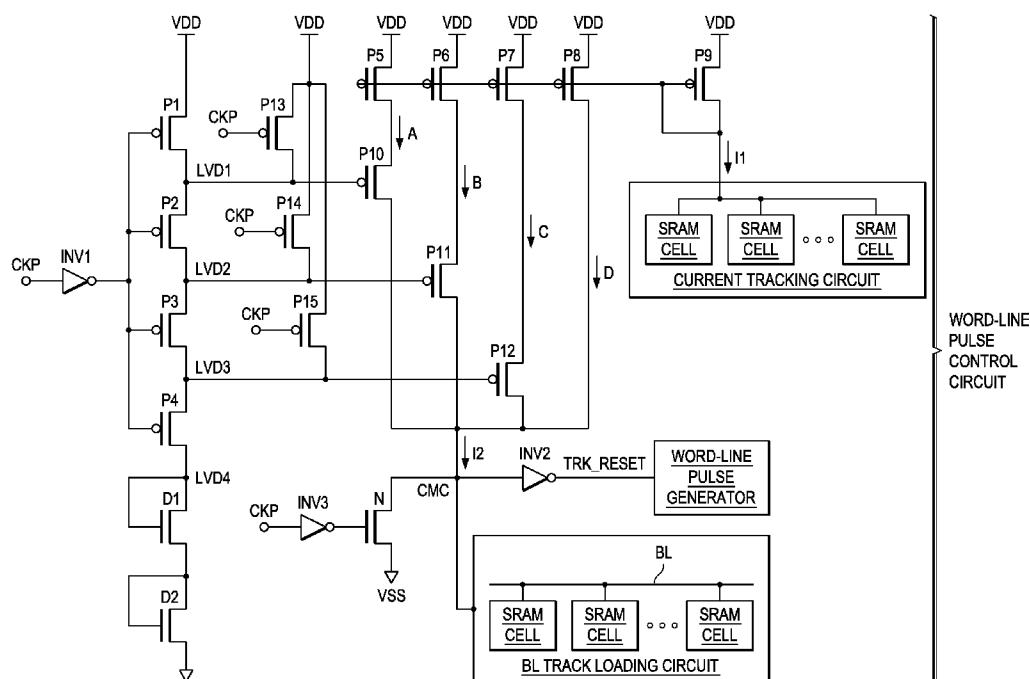 VDD
VDD
VDD
VDD
VDD
VDD
VDD
P5
P6
P7
P8
P9
P1
CKP
P13
A
P10
I1
LVD1
B
P2
CKP
P14
SRAM
CELL
SRAM
CELL
SRAM
CELL
C
P11
CKP
INV1
LVD2
D
CURRENT TRACKING CIRCUIT
P3
CKP
P15
WORD-LINE
PULSE
CONTROL
CIRCUIT
P12
LVD3
P4
I2
INV2
TRK_RESET
WORD-LINE
PULSE
GENERATOR
LVD4
CMC
D1
CKP
INV3
N
BL
VSS
D2
SRAM
CELL
SRAM
CELL
SRAM
CELL
BL TRACK LOADING CIRCUIT